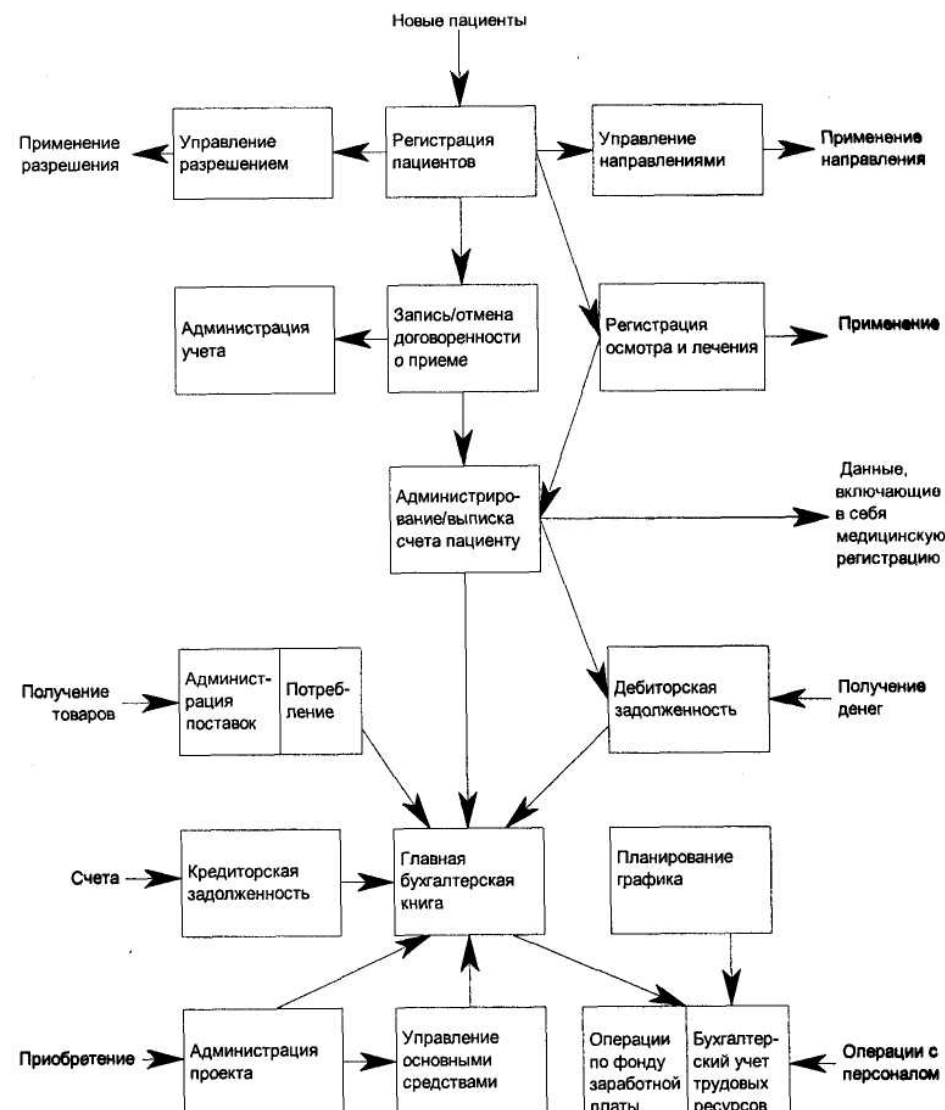 Новые пациенты
Применение
разрешения
Управление
разрешением
Регистрация
пациентов
Управление
направлениями
Применение
направления
Администрация
учета
Запись/отмена
договоренности
о приеме
Регистрация
осмотра и лечения
Применение
Администриро-
вание/выписка
счета пациенту
Данные,
включающие
в себя
медицинскую
регистрацию
Получение
товаров
Админист-
рация
поставок
Потреб-
ление
Дебиторская
задолженность
Получение
денег
Счета
Кредиторская
задолженность
Главная
бухгалтерская
книга
Планирование
графика
Приобретение
Администрация
проекта
Управление
основными
средствами
Операции
по фонду
заработной
платы
Бухгалтер-
ский учет
трудовых
ресурсов
Операции с
персоналом